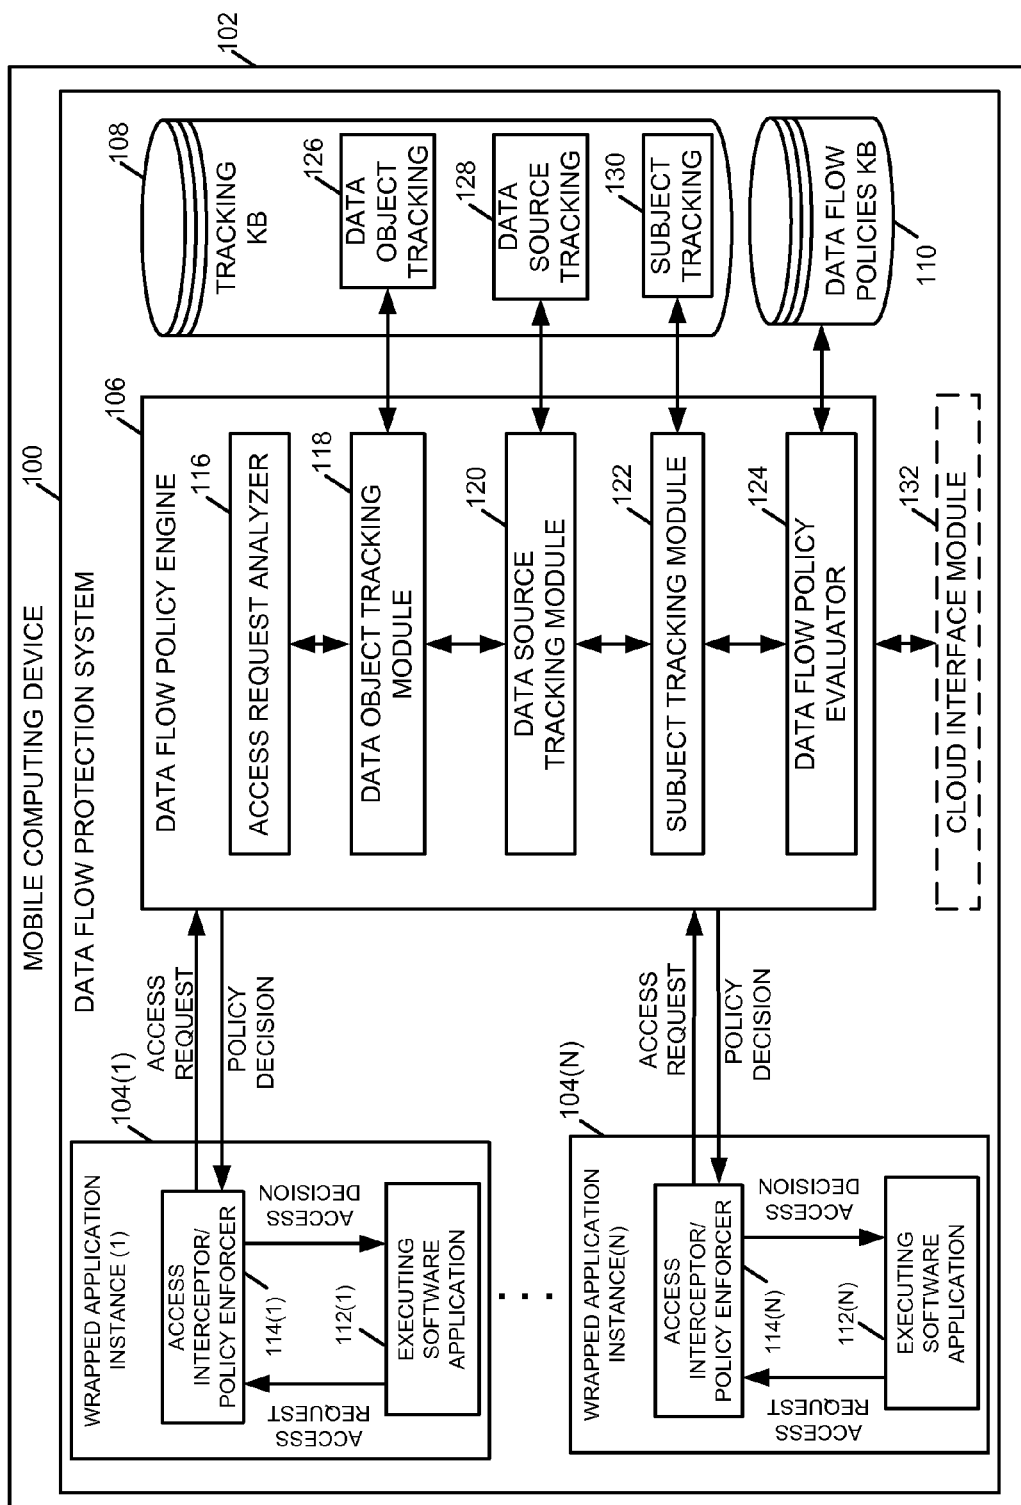 MOBILE COMPUTING DEVICE
102
100
DATA FLOW PROTECTION SYSTEM
104(1)
WRAPPED APPLICATION
INSTANCE (1)
ACCESS
INTERCEPTOR/
POLICY ENFORCER
114(1)
ACCESS
REQUEST
ACCESS
DECISION
112(1)
EXECUTING
SOFTWARE
APPLICATION
. . .
104(N)
WRAPPED APPLICATION
INSTANCE(N)
ACCESS
INTERCEPTOR/
POLICY ENFORCER
114(N)
ACCESS
REQUEST
ACCESS
DECISION
112(N)
EXECUTING
SOFTWARE
APPLICATION
ACCESS
REQUEST
POLICY
DECISION
ACCESS
REQUEST
POLICY
DECISION
106
DATA FLOW POLICY ENGINE
116
ACCESS REQUEST ANALYZER
118
DATA OBJECT TRACKING
MODULE
120
DATA SOURCE
TRACKING MODULE
122
SUBJECT TRACKING MODULE
124
DATA FLOW POLICY
EVALUATOR
132
CLOUD INTERFACE MODULE
108
TRACKING
KB
126
DATA
OBJECT
TRACKING
128
DATA
SOURCE
TRACKING
130
SUBJECT
TRACKING
DATA FLOW
POLICIES KB
110